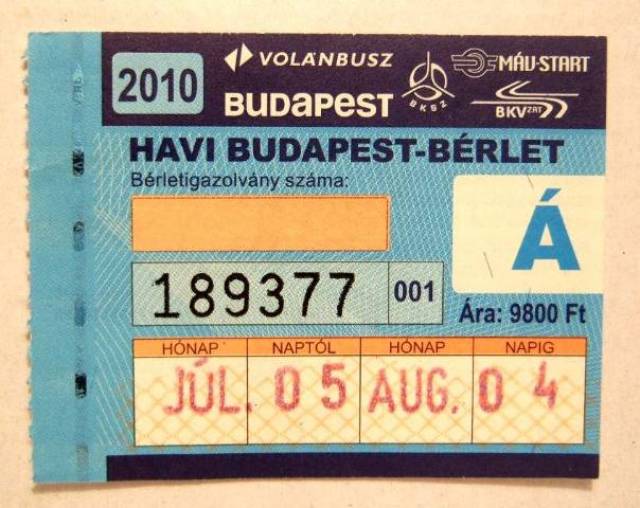 2010
VOLÁNBUSZ
BUDAPEST
BKSZ
MÁV-START
BKV ZRT
HAVI BUDAPEST-BÉRLET
Bérletigazolvány száma:
Á
189377 001
Ára: 9800 Ft
HÓNAP NAPTÓL HÓNAP NAPIG
JÚL. 05 AUG. 04